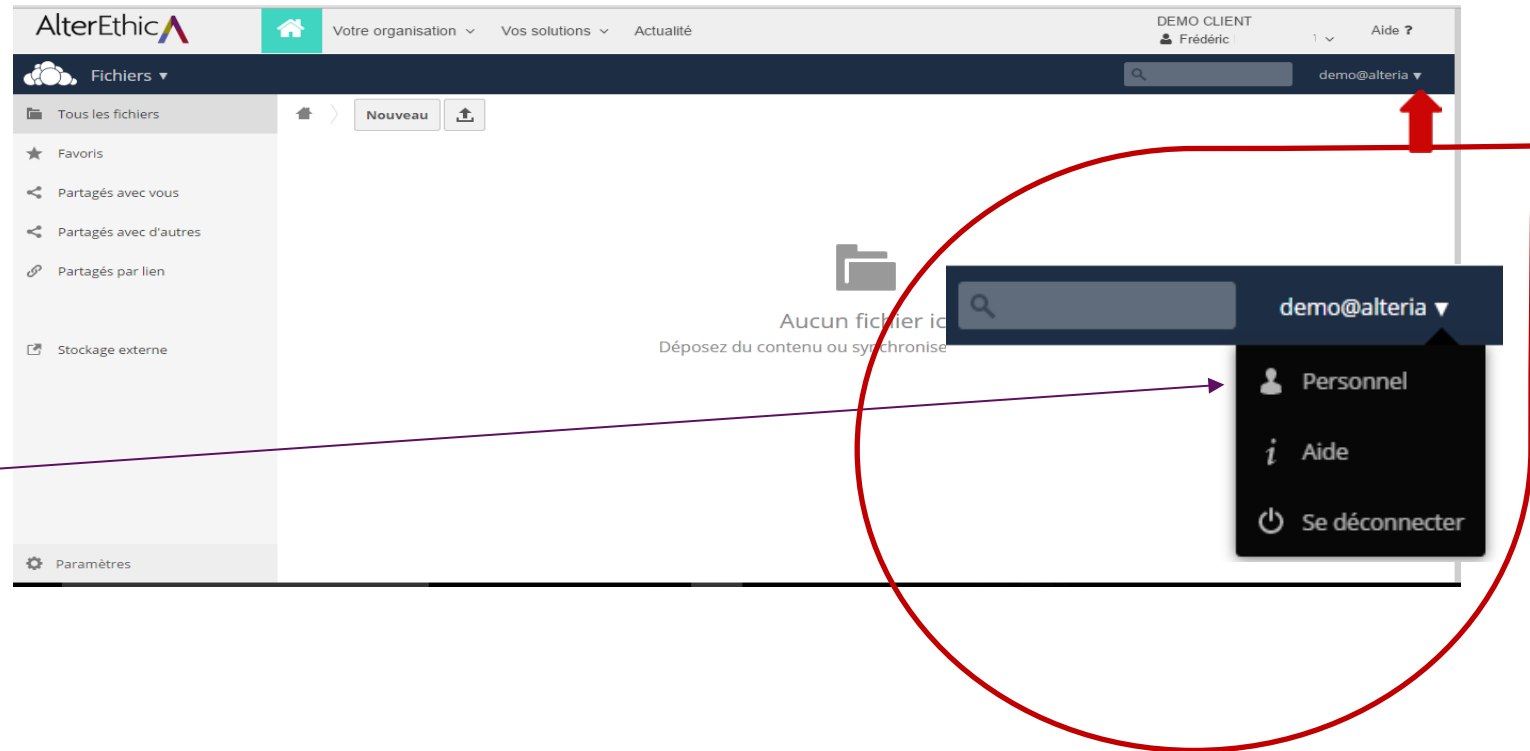 AlterEthic
Votre organisation Vos solutions Actualité
DEMO CLIENT
Frédéric
Aide ?
Fichiers
demo@alteria
Tous les fichiers
Nouveau
Favoris
Partagés avec vous
Partagés avec d'autres
Partagés par lien
Stockage externe
Paramètres
Aucun fichier ic
Déposez du contenu ou synchronise
demo@alteria
Personnel
i Aide
Se déconnecter